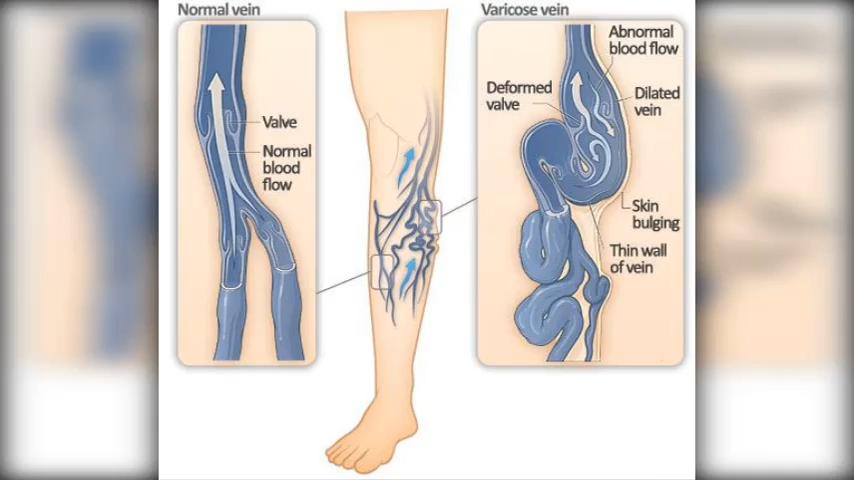 Normal vein
Valve
Normal
blood
flow
Varicose vein
Abnormal
blood flow
Deformed
valve
Dilated
vein
Skin
bulging
Thin wall
of vein